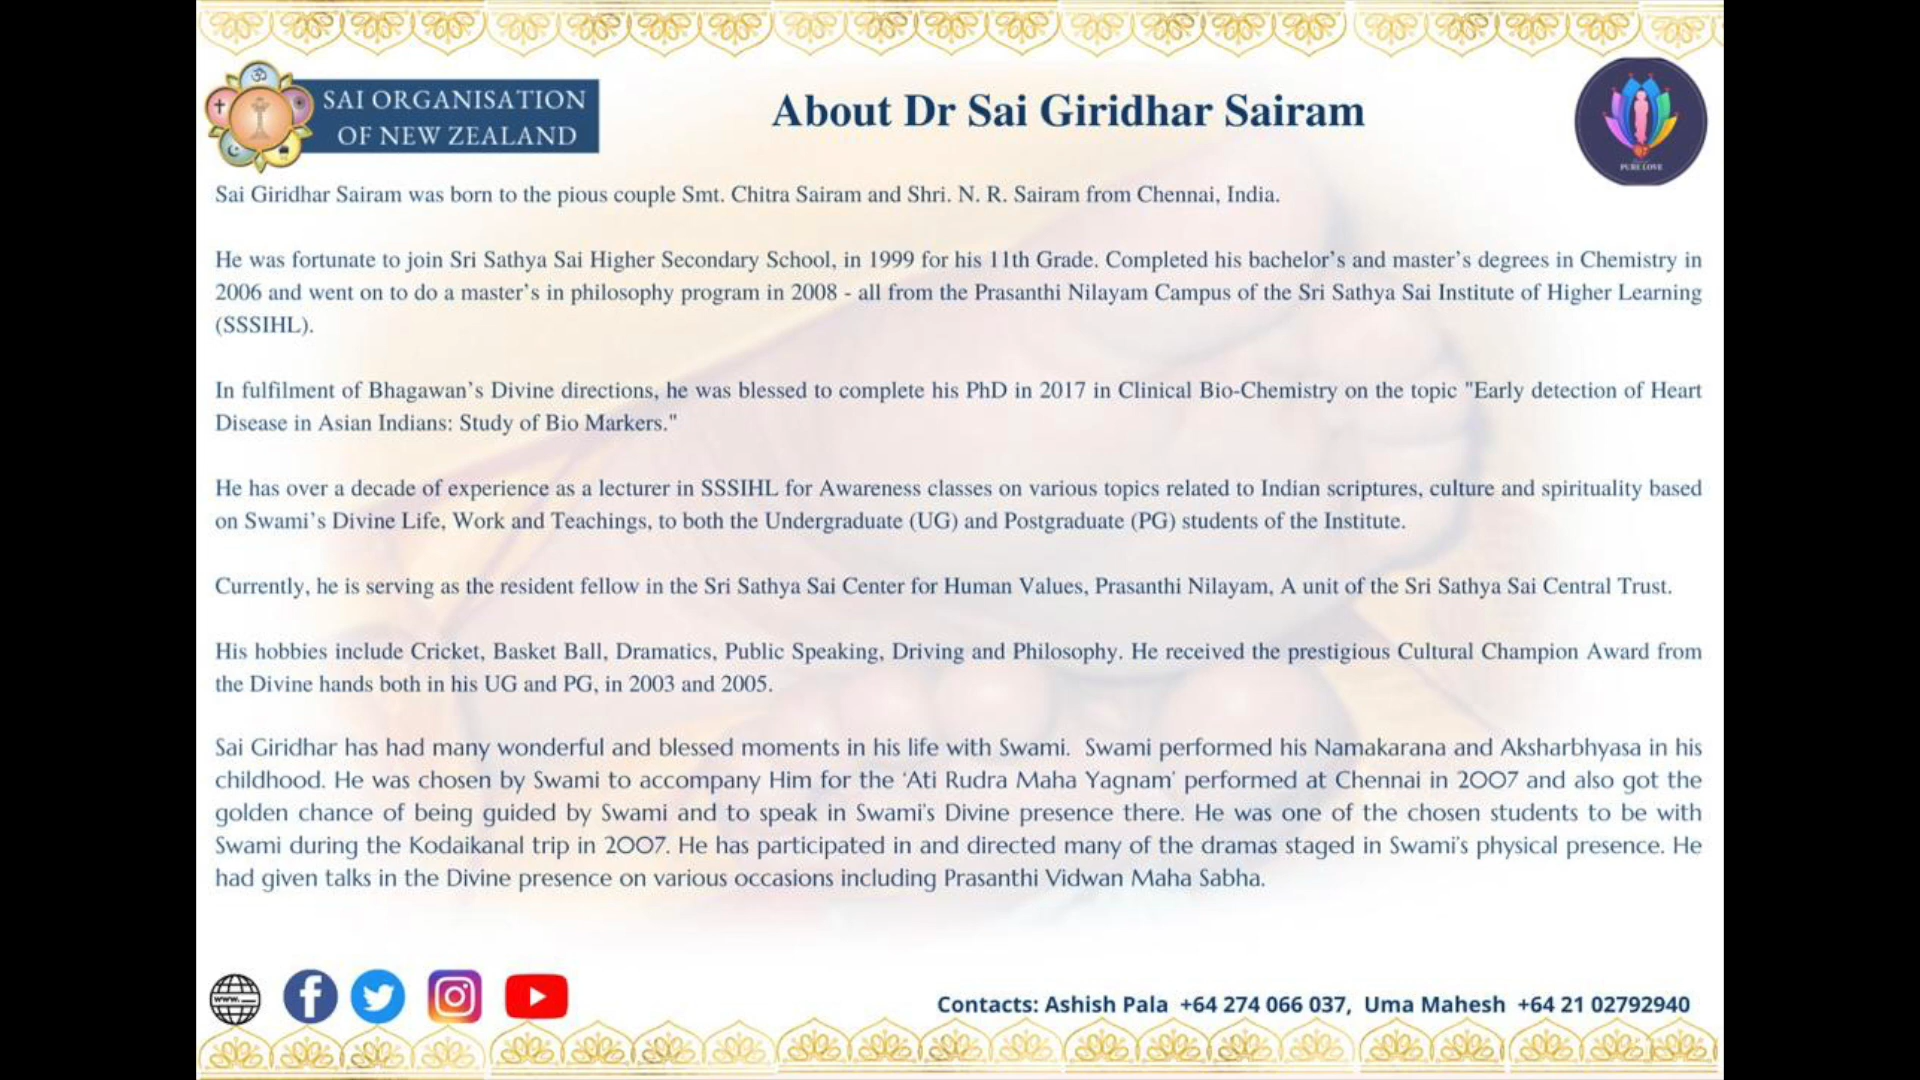 SAI ORGANISATION
OF NEW ZEALAND
About Dr Sai Giridhar Sairam
PURE LOVE
Sai Giridhar Sairam was born to the pious couple Smt. Chitra Sairam and Shri. N. R. Sairam from Chennai, India.
He was fortunate to join Sri Sathya Sai Higher Secondary School, in 1999 for his 11th Grade. Completed his bachelor's and master's degrees in Chemistry in
2006 and went on to do a master's in philosophy program in 2008 - all from the Prasanthi Nilayam Campus of the Sri Sathya Sai Institute of Higher Learning
(SSSIHL).
In fulfilment of Bhagawan's Divine directions, he was blessed to complete his PhD in 2017 in Clinical Bio-Chemistry on the topic "Early detection of Heart
Disease in Asian Indians: Study of Bio Markers."
He has over a decade of experience as a lecturer in SSSIHL for Awareness classes on various topics related to Indian scriptures, culture and spirituality based
on Swami's Divine Life, Work and Teachings, to both the Undergraduate (UG) and Postgraduate (PG) students of the Institute.
Currently, he is serving as the resident fellow in the Sri Sathya Sai Center for Human Values, Prasanthi Nilayam, A unit of the Sri Sathya Sai Central Trust.
His hobbies include Cricket, Basket Ball, Dramatics, Public Speaking, Driving and Philosophy. He received the prestigious Cultural Champion Award from
the Divine hands both in his UG and PG, in 2003 and 2005.
Sai Giridhar has had many wonderful and blessed moments in his life with Swami. Swami performed his Namakarana and Aksharbhyasa in his
childhood. He was chosen by Swami to accompany Him for the 'Ati Rudra Maha Yagnam' performed at Chennai in 2007 and also got the
golden chance of being guided by Swami and to speak in Swami's Divine presence there. He was one of the chosen students to be with
Swami during the Kodaikanal trip in 2007. He has participated in and directed many of the dramas staged in Swami's physical presence. He
had given talks in the Divine presence on various occasions including Prasanthi Vidwan Maha Sabha.
www.
Contacts: Ashish Pala +64 274 066 037, Uma Mahesh +64 21 02792940